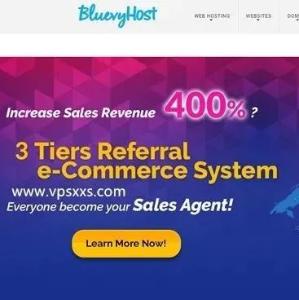 BluevyHost
WEB HOSTING WEBSITES DOM
Increase Sales Revenue 400% ?
3 Tiers Referral
e-Commerce System
www.vpsxxs.com
Everyone become your Sales Agent!
Learn More Now!